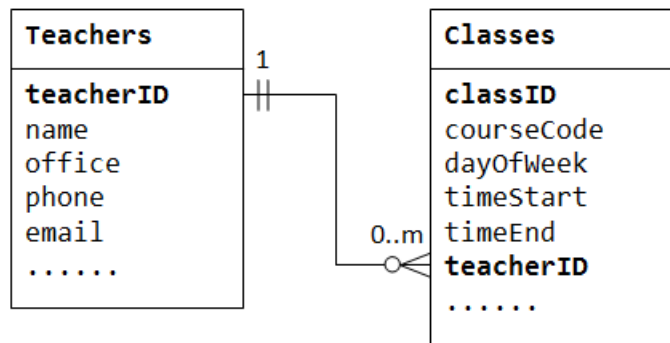 Teachers
teacherID
name
office
phone
email
......
1
0..m
Classes
classID
courseCode
dayOfWeek
timeStart
timeEnd
teacherID
......